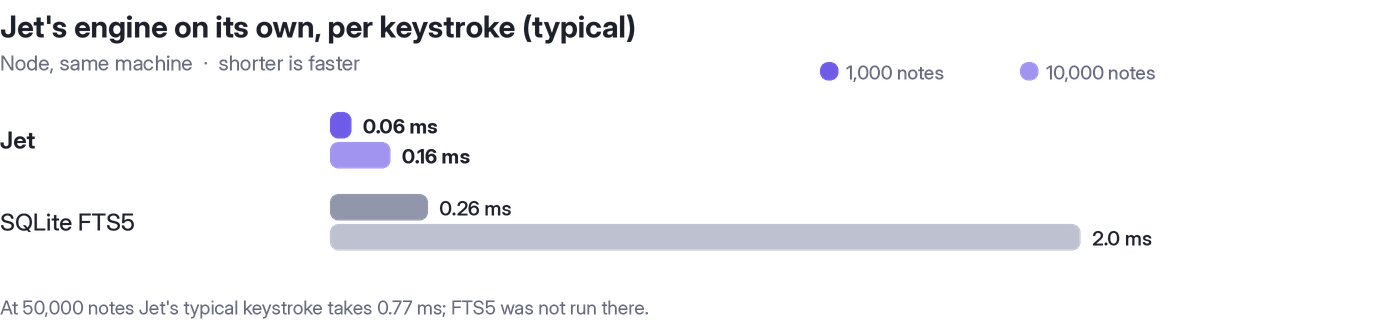 Jet's engine on its own, per keystroke (typical)
Node, same machine · shorter is faster
1,000 notes
10,000 notes
Jet
0.06 ms
0.16 ms
SQLite FTS5
0.26 ms
2.0 ms
At 50,000 notes Jet's typical keystroke takes 0.77 ms; FTS5 was not run there.